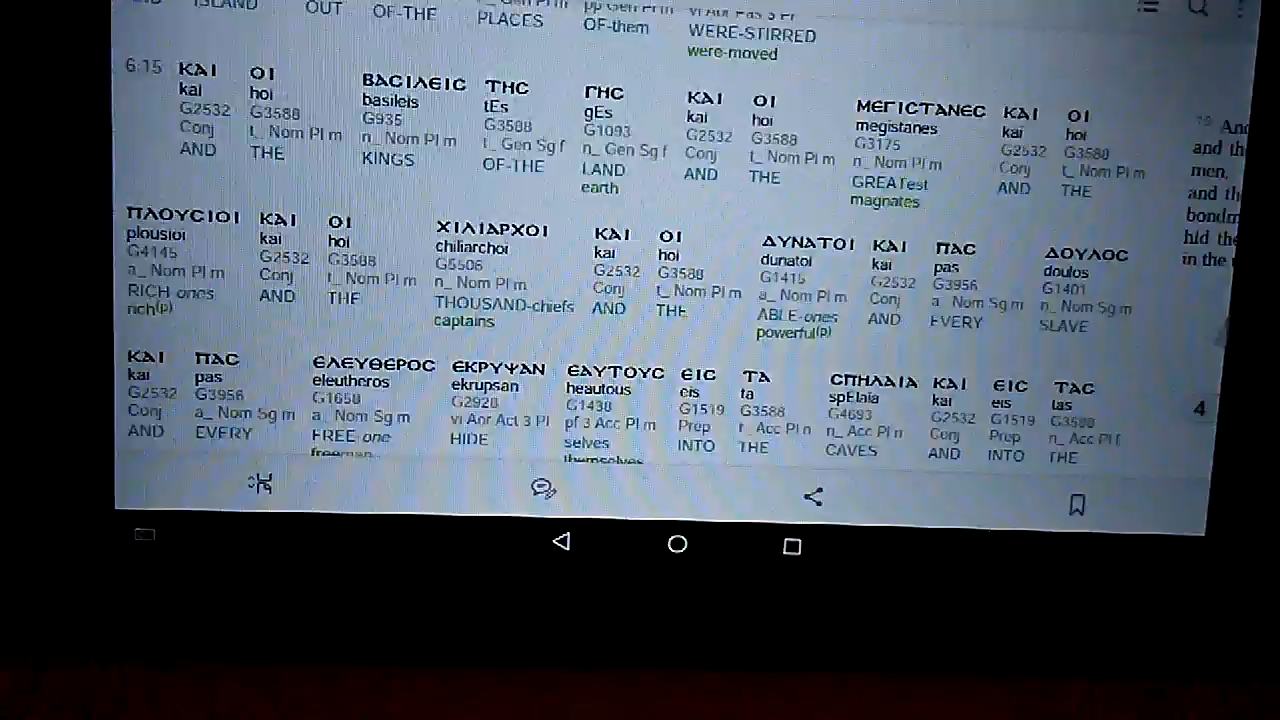 ISLAND OUT OF-THE PLACES OF-them WERE-STIRRED
were-moved
6:15 ΚΑΙ ΟΙ ΒΑCΙΛΕΙC ΤΗC ΓΗC ΚΑΙ ΟΙ ΜΕΓΙCΤΑΝΕC ΚΑΙ ΟΙ
kai hoi basileis tEs gEs kai hoi megistanes kai hoi
G2532 G3588 G935 G3588 G1093 G2532 G3588 G3175 G2532 G3588
Conj t_ Nom Pl m n_ Nom Pl m t_ Gen Sg f n_ Gen Sg f Conj t_ Nom Pl m n_ Nom Pl m Conj t_ Nom Pl m
AND THE KINGS OF-THE LAND AND THE GREATest AND THE
earth magnates
ΠΛΟΥCΙΟΙ ΚΑΙ ΟΙ ΧΙΛΙΑΡΧΟΙ ΚΑΙ ΟΙ ΔΥΝΑΤΟΙ ΚΑΙ ΠΑC ΔΟΥΛΟC
plousioi kai hoi chiliarchoi kai hoi dunatoi kai pas doulos
G4145 G2532 G3588 G5506 G2532 G3588 G1415 G2532 G3956 G1401
a_ Nom Pl m Conj t_ Nom Pl m n_ Nom Pl m Conj t_ Nom Pl m a_ Nom Pl m Conj a_ Nom Sg m n_ Nom Sg m
RICH ones AND THE THOUSAND-chiefs AND THE ABLE-ones AND EVERY SLAVE
rich(p) captains powerful(p)
ΚΑΙ ΠΑC ΕΛΕΥΘΕΡΟC ΕΚΡΥΨΑΝ ΕΑΥΤΟΥC ΕΙC ΤΑ CΠΗΛΑΙΑ ΚΑΙ ΕΙC ΤΑC
kai pas eleutheros ekrupsan heautous eis ta spElaia kai eis tas
G2532 G3956 G1658 G2928 G1438 G1519 G3588 G4693 G2532 G1519 G3588
Conj a_ Nom Sg m a_ Nom Sg m vi Aor Act 3 Pl pf 3 Acc Pl m Prep t_ Acc Pl n n_ Acc Pl n Conj Prep t_ Acc Pl f
AND EVERY FREE-one HIDE selves INTO THE CAVES AND INTO THE
freeman themselves
15 And
and th
men,
and th
bondm
hid the
in the
4